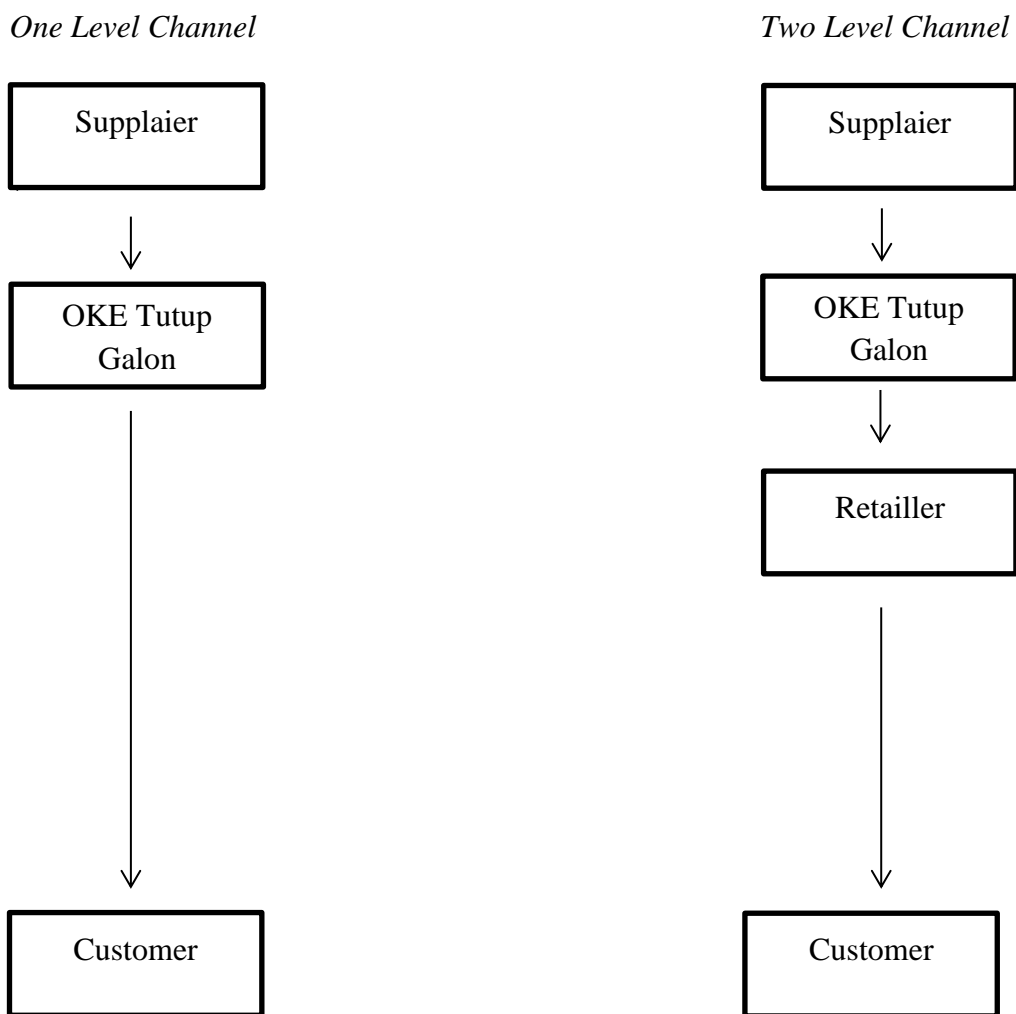 One Level Channel
Supplaier
OKE Tutup
Galon
Customer
Two Level Channel
Supplaier
OKE Tutup
Galon
Retailler
Customer